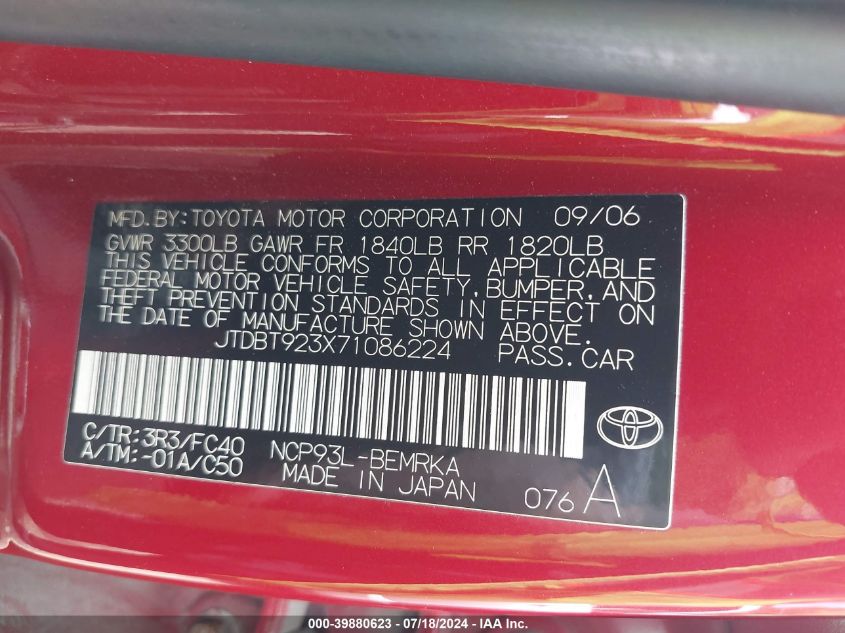 MFD. BY: TOYOTA MOTOR CORPORATION 09/06
GVWR 3300LB GAWR FR 1840LB RR 1820LB
THIS VEHICLE CONFORMS TO ALL APPLICABLE
FEDERAL MOTOR VEHICLE SAFETY, BUMPER, AND
THEFT PREVENTION STANDARDS IN EFFECT ON
THE DATE OF MANUFACTURE SHOWN ABOVE.
JTDBT923X71086224 PASS. CAR
C/TR:3R3/FC40 NCP93L-BEMRKA
A/TM:-01A/C50 MADE IN JAPAN 076 A
000-39880623 - 07/18/2024 - IAA Inc.